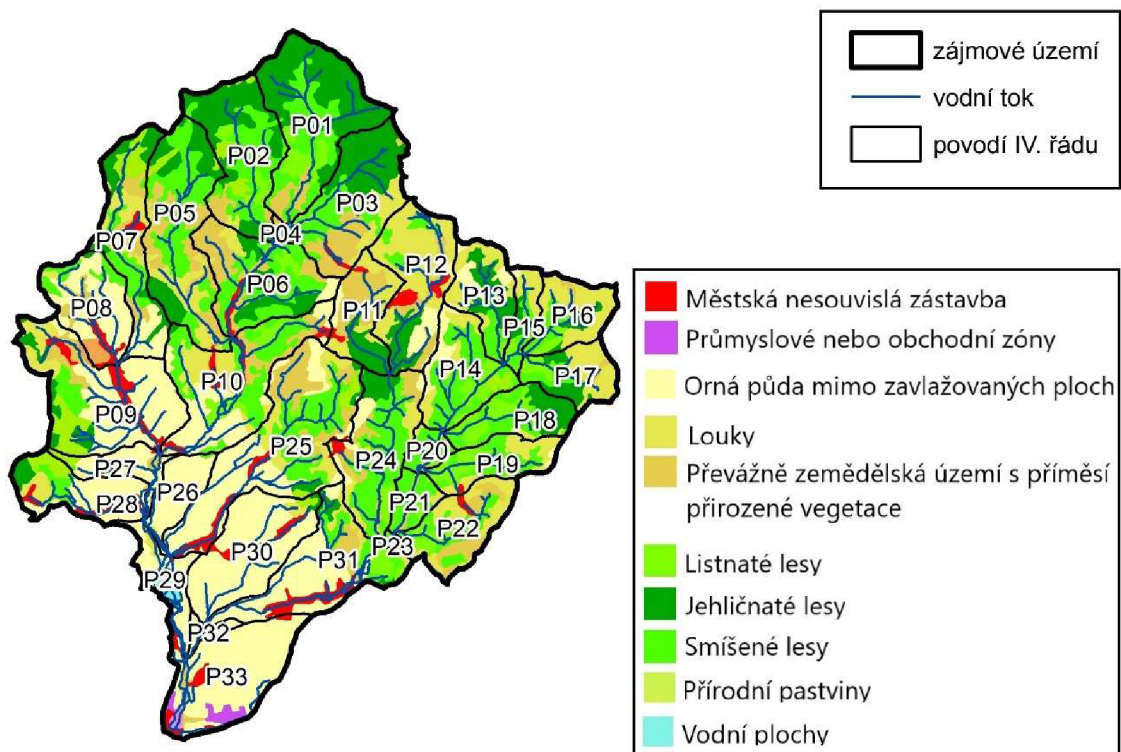 zájmové území
vodní tok
povodí IV. řádu
P01
P02
P03
P05
P04
P07
P06
P12
P13
P08
P11
P16
P15
P14
P17
P10
P09
P18
P25
P24
P20
P19
P27
P26
P28
P21
P22
P30
P23
P31
P29
P32
P33
Městská nesouvislá zástavba
Průmyslové nebo obchodní zóny
Orná půda mimo zavlažovaných ploch
Louky
Převážně zemědělská území s příměsí
přirozené vegetace
Listnaté lesy
Jehličnaté lesy
Smíšené lesy
Přírodní pastviny
Vodní plochy